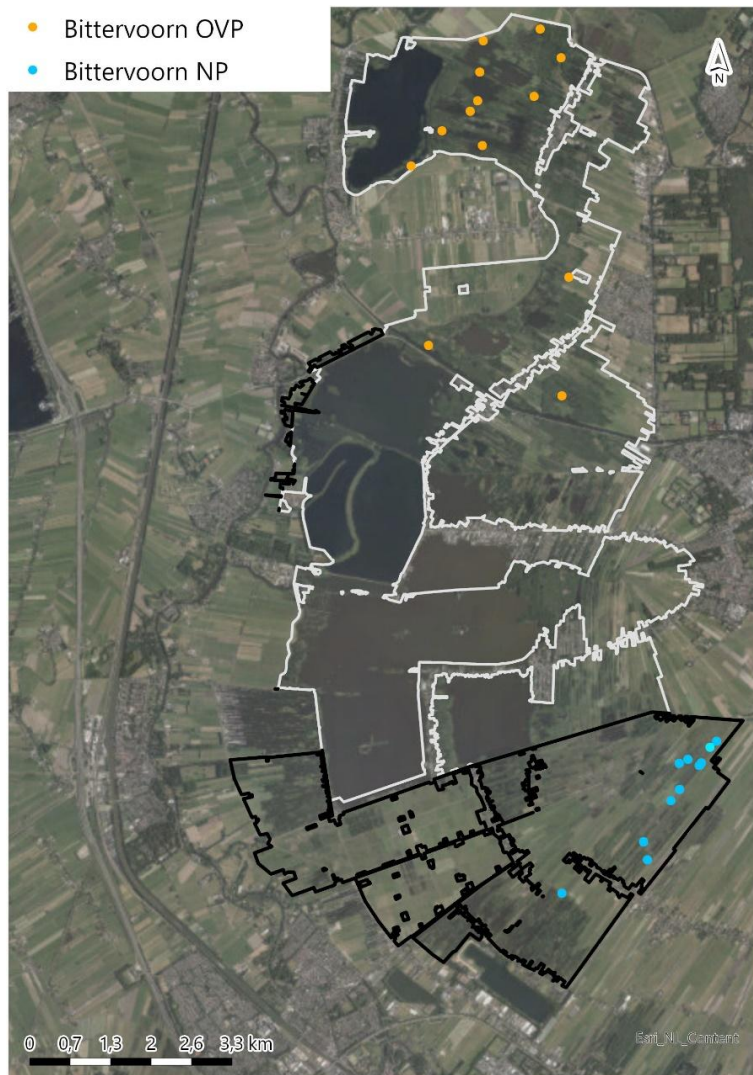 Bittervoorn OVP
Bittervoorn NP
N
0 0,7 1,3 2 2,6 3,3 km
Esri_NL_Content